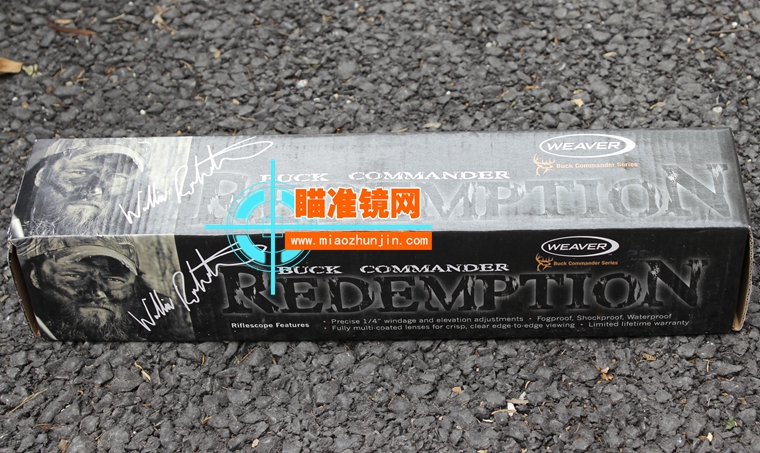 WEAVER
Buck Commander Series
BUCK COMMANDER
REDEMPTION
瞄准镜网
www.miaozhunjin.com
WEAVER
Buck Commander Series
BUCK COMMANDER
REDEMPTION
Riflescope Features
• Precise 1/4" windage and elevation adjustments • Fogproof, Shockproof, Waterproof
• Fully multi-coated lenses for crisp, clear edge-to-edge viewing • Limited lifetime warranty